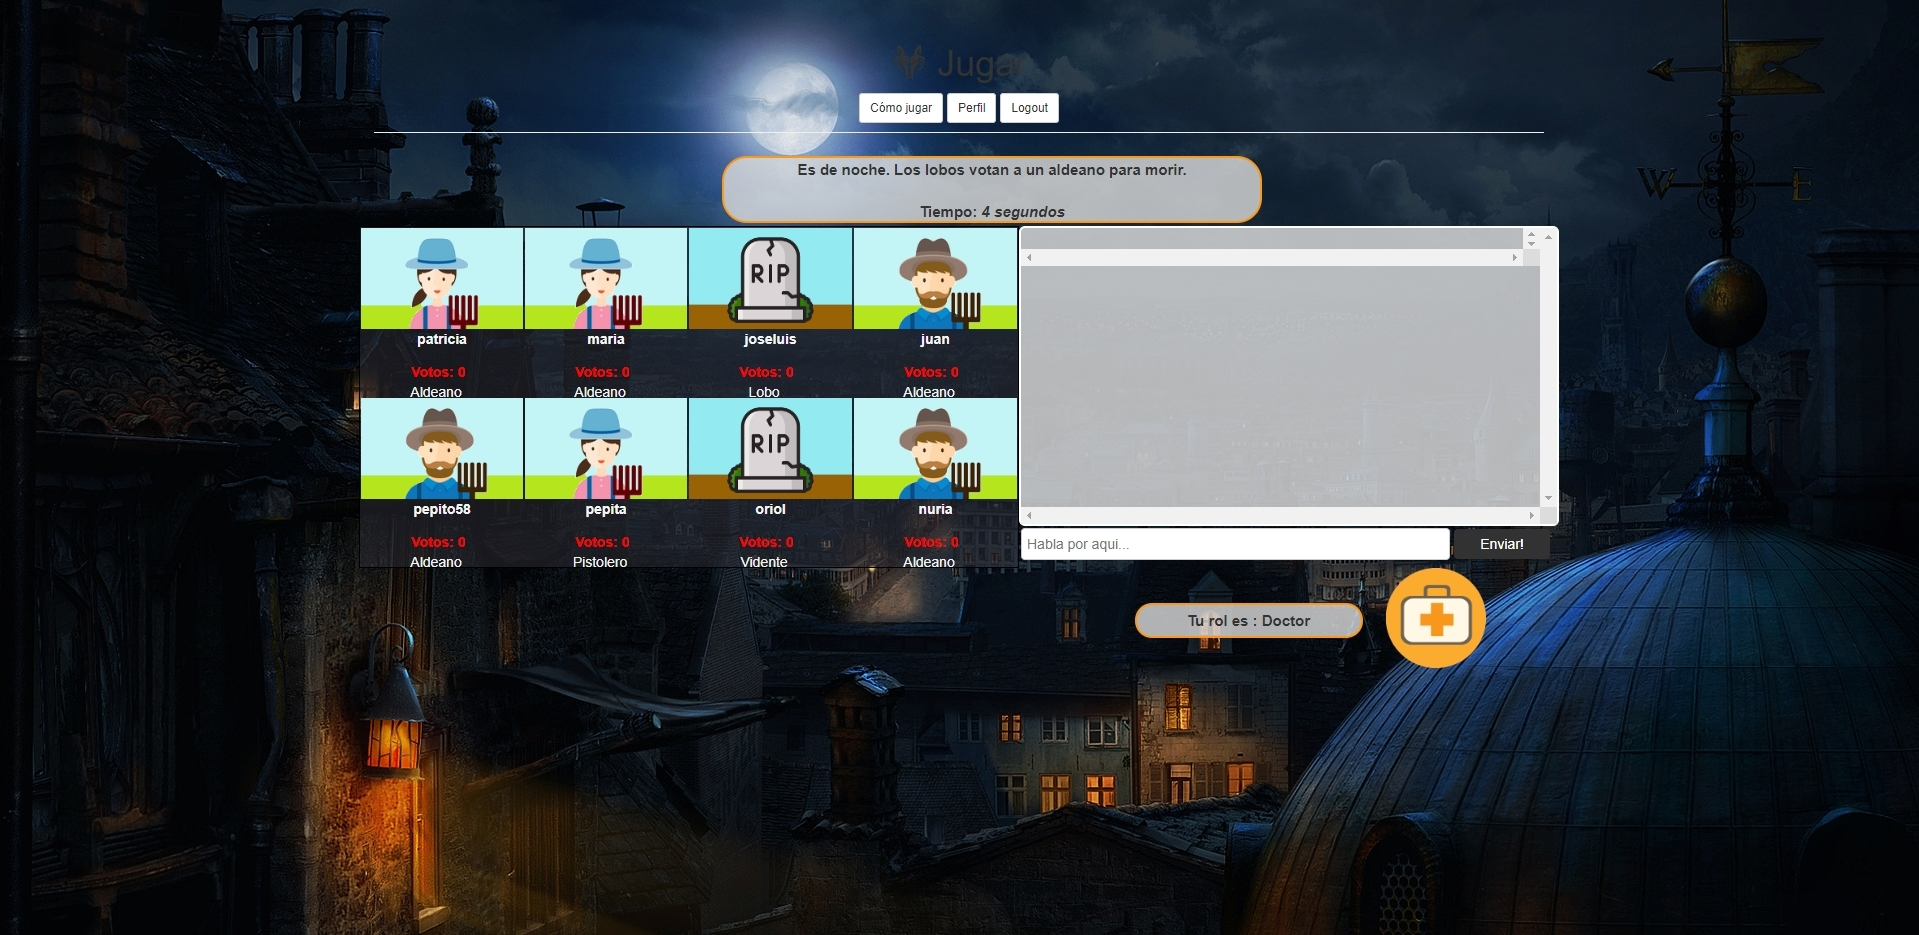 Jugar
Cómo jugar Perfil Logout
Es de noche. Los lobos votan a un aldeano para morir.
Tiempo: 4 segundos
W E
RIP
patricia maria joseluis juan
Votos: 0 Votos: 0 Votos: 0 Votos: 0
Aldeano Aldeano Lobo Aldeano
RIP
pepito58 pepita oriol nuria
Votos: 0 Votos: 0 Votos: 0 Votos: 0
Aldeano Pistolero Vidente Aldeano
Habla por aqui... Enviar!
Tu rol es : Doctor